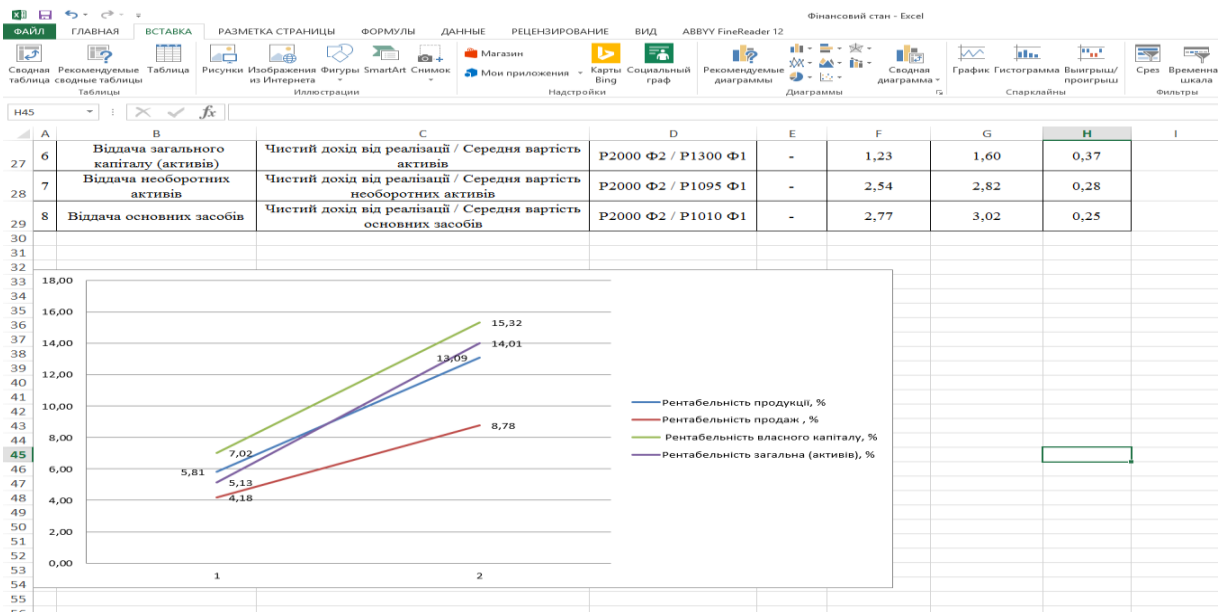 Фінансовий стан - Excel
ФАЙЛ ГЛАВНАЯ ВСТАВКА РАЗМЕТКА СТРАНИЦЫ ФОРМУЛЫ ДАННЫЕ РЕЦЕНЗИРОВАНИЕ ВИД ABBYY FineReader 12
Сводная таблица
Рекомендуемые сводные таблицы
Таблица
Рисунки
Изображения из Интернета
Фигуры
SmartArt
Снимок
Магазин
Мои приложения
Карты Bing
Социальный граф
Рекомендуемые диаграммы
Сводная диаграмма
График
Гистограмма
Выигрыш/ проигрыш
Срез
Временна шкала
Таблицы Иллюстрации Надстройки Диаграммы Спарклайны Фильтры
H45 fx
A B C D E F G H I
27 6 Віддача загального капіталу (активів) Чистий дохід від реалізації / Середня вартість активів Р2000 Ф2 / Р1300 Ф1 - 1,23 1,60 0,37
28 7 Віддача необоротних активів Чистий дохід від реалізації / Середня вартість необоротних активів Р2000 Ф2 / Р1095 Ф1 - 2,54 2,82 0,28
29 8 Віддача основних засобів Чистий дохід від реалізації / Середня вартість основних засобів Р2000 Ф2 / Р1010 Ф1 - 2,77 3,02 0,25
30
31
32
33
34
35
36
37
38
39
40
41
42
43
44
45
46
47
48
49
50
51
52
53
54
55
18,00
16,00
14,00
12,00
10,00
8,00
6,00
4,00
2,00
0,00
15,32
14,01
13,09
8,78
7,02
5,81
5,13
4,18
1 2
Рентабельність продукції, %
Рентабельність продаж , %
Рентабельність власного капіталу, %
Рентабельність загальна (активів), %